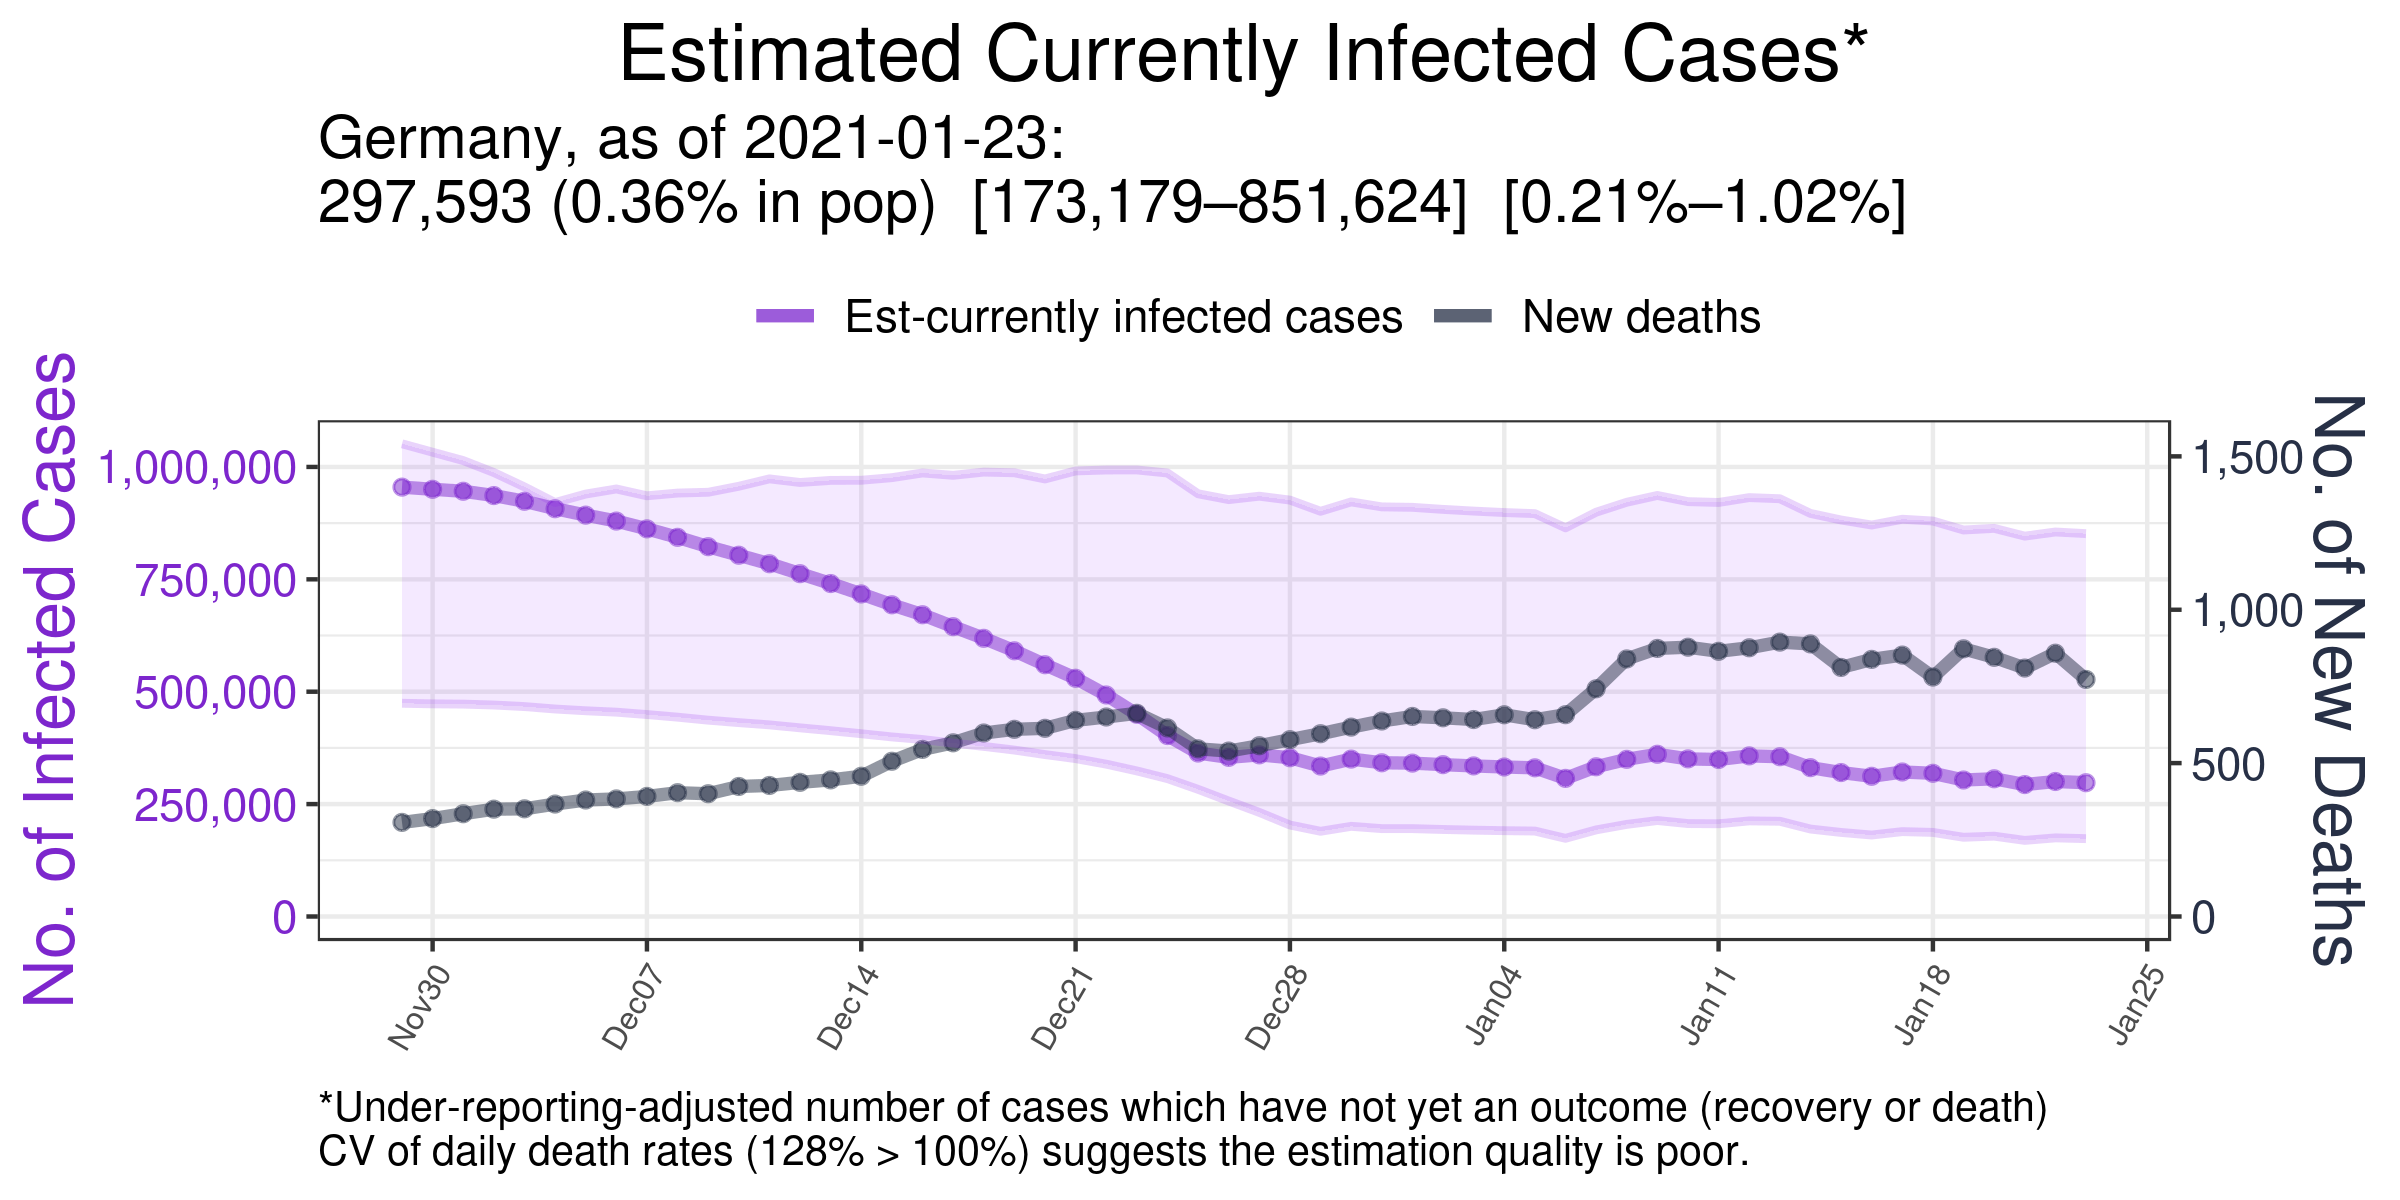 Estimated Currently Infected Cases*
Germany, as of 2021-01-23:
297,593 (0.36% in pop)  [173,179–851,624]  [0.21%–1.02%]
Est-currently infected cases
New deaths
No. of Infected Cases
1,000,000
750,000
500,000
250,000
0
1,500
1,000
500
0
No. of New Deaths
Nov30
Dec07
Dec14
Dec21
Dec28
Jan04
Jan11
Jan18
Jan25
*Under-reporting-adjusted number of cases which have not yet an outcome (recovery or death)
CV of daily death rates (128% > 100%) suggests the estimation quality is poor.